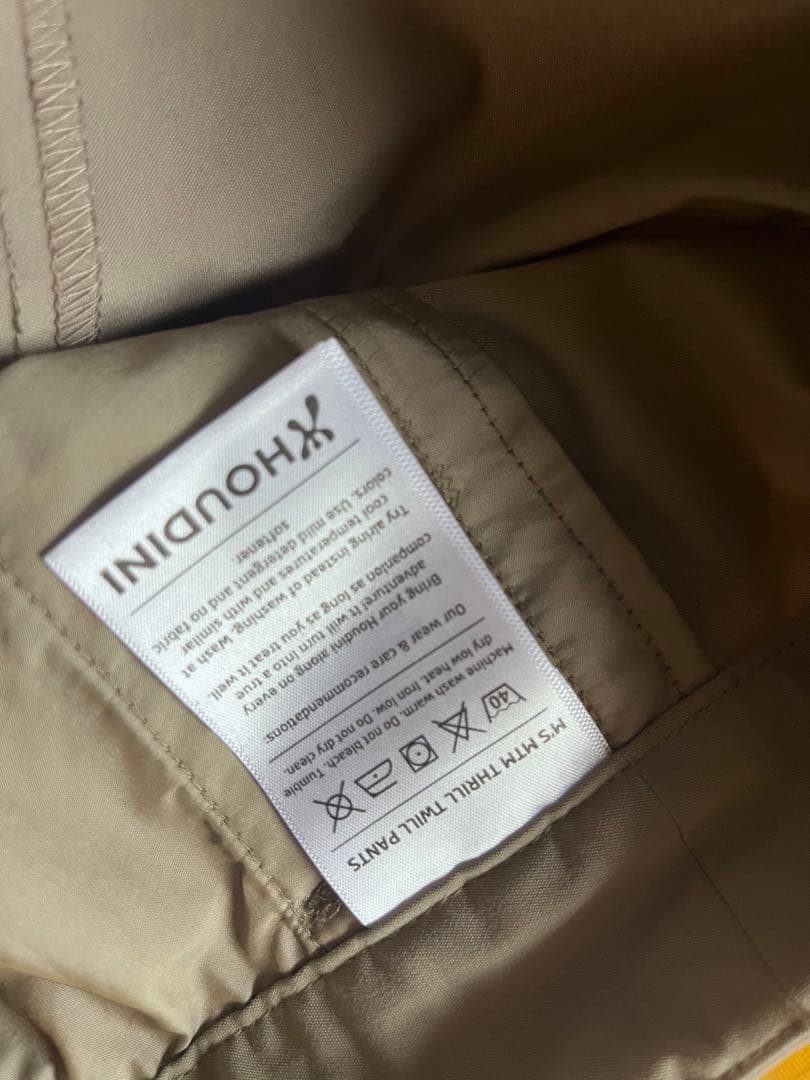 M'S MTM THRILL TWILL PANTS
40
Machine wash warm. Do not bleach. Tumble
dry low heat. Iron low. Do not dry clean.
Our wear & care recommendations:
Bring your Houdini along on every
adventure! It will turn into a true
companion as long as you treat it well.
Try airing instead of washing. Wash at
cool temperatures and with similar
colors. Use mild detergent and no fabric
softener.
HOUDINI